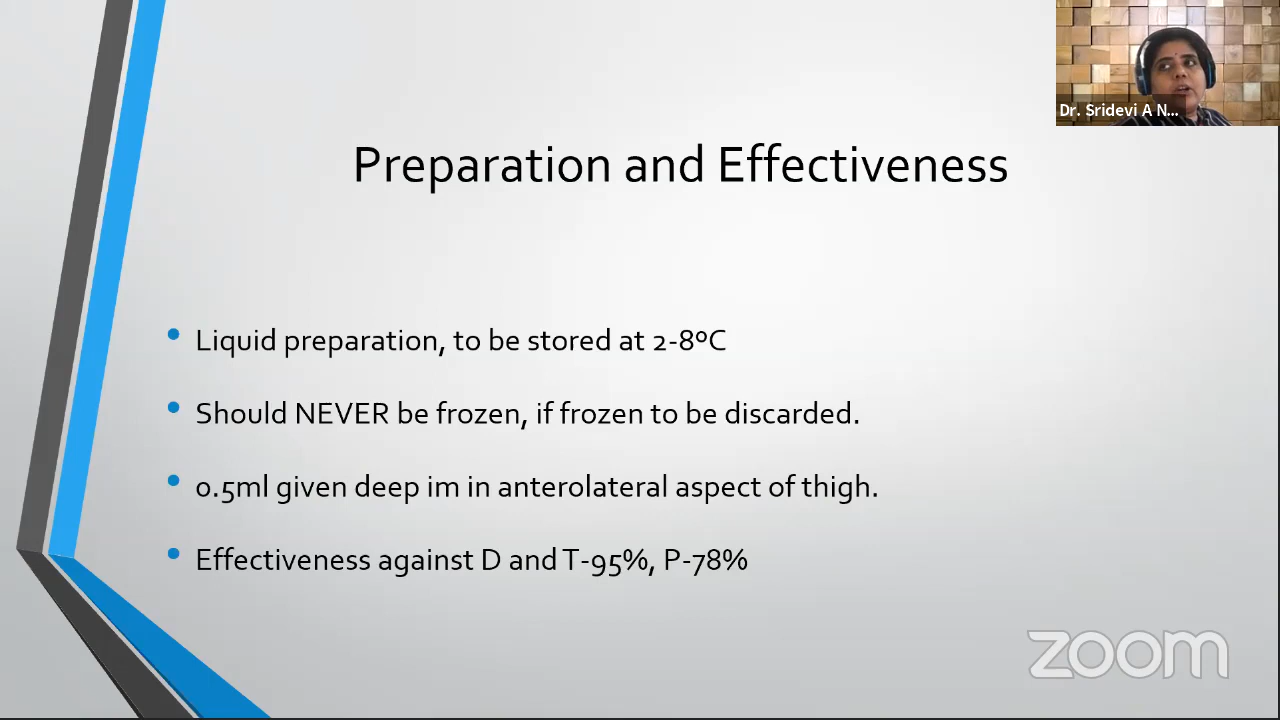 Dr. Sridevi A N...
Preparation and Effectiveness
Liquid preparation, to be stored at 2-8ºC
Should NEVER be frozen, if frozen to be discarded.
0.5ml given deep im in anterolateral aspect of thigh.
Effectiveness against D and T-95%, P-78%
zoom